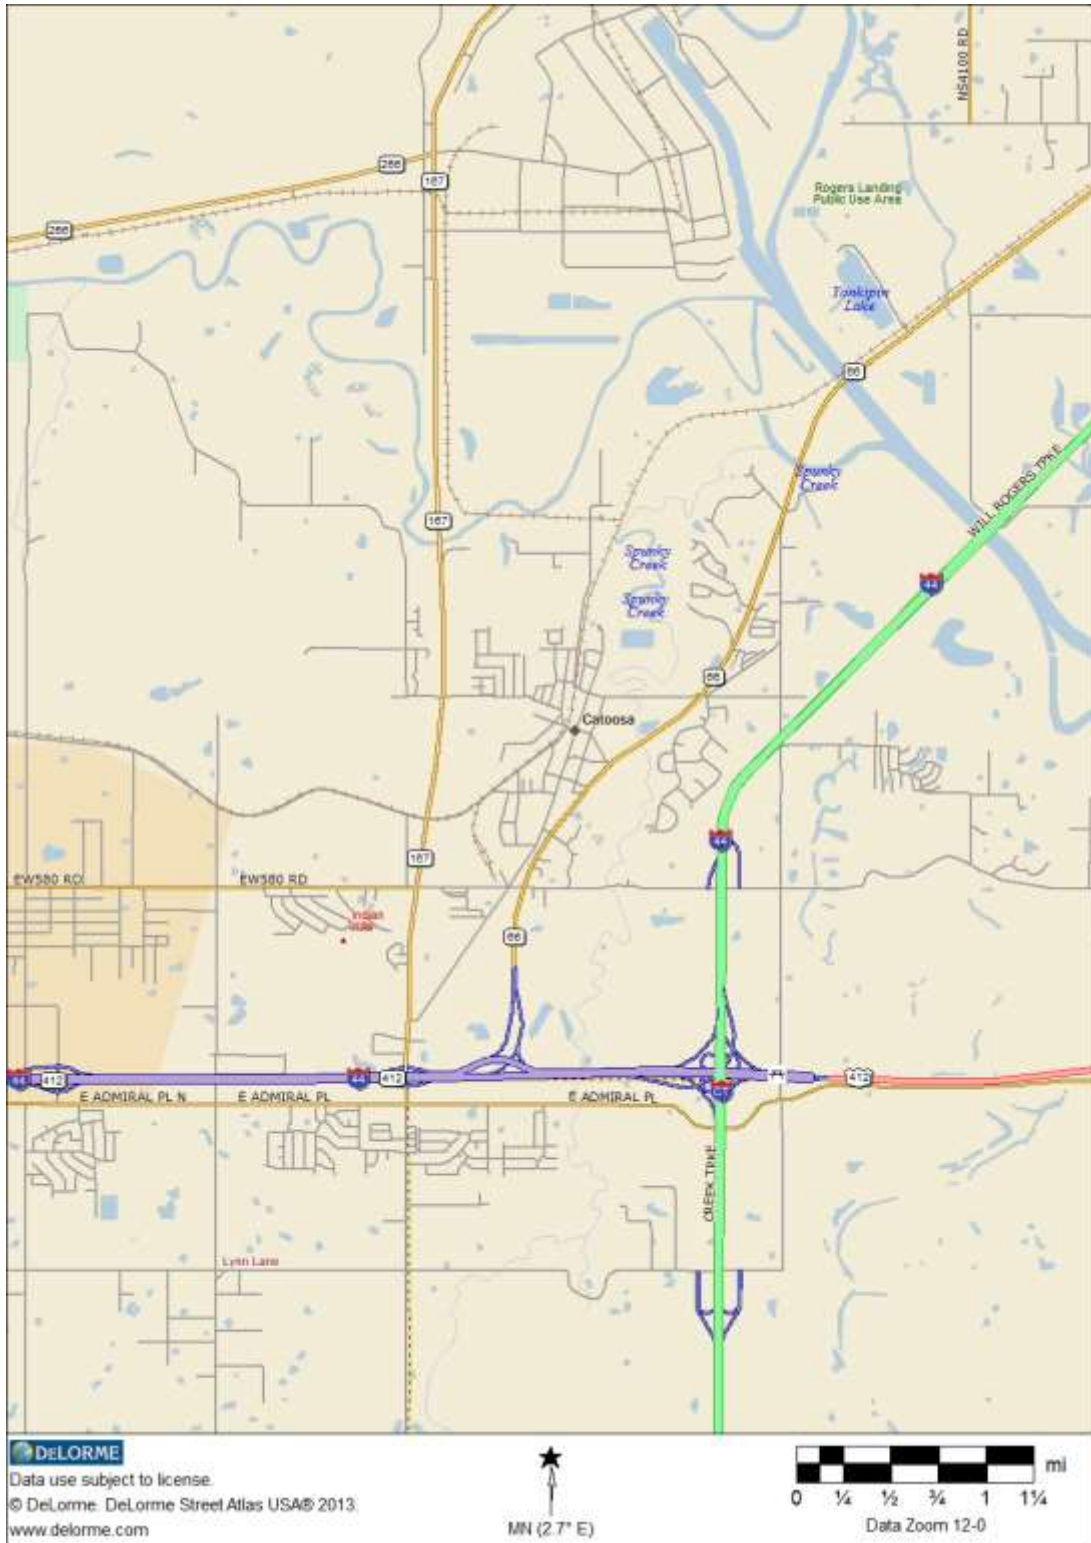 NS4100 RD
266
167
Rogers Landing
Public Use Area
266
Tonkipin
Lake
66
Spunky
Creek
WILL ROGERS TPKE
167
Spunky
Creek
44
Spunky
Creek
66
Catoosa
44
167
EW580 RD
EW580 RD
Indian
66
44
412
44
412
412
E ADMIRAL PL N
E ADMIRAL PL
E ADMIRAL PL
CREEK TPKE
Lynn Lane
DELORME
Data use subject to license.
© DeLorme. DeLorme Street Atlas USA® 2013.
www.delorme.com
MN (2.7° E)
mi
0 ¼ ½ ¾ 1 1¼
Data Zoom 12-0